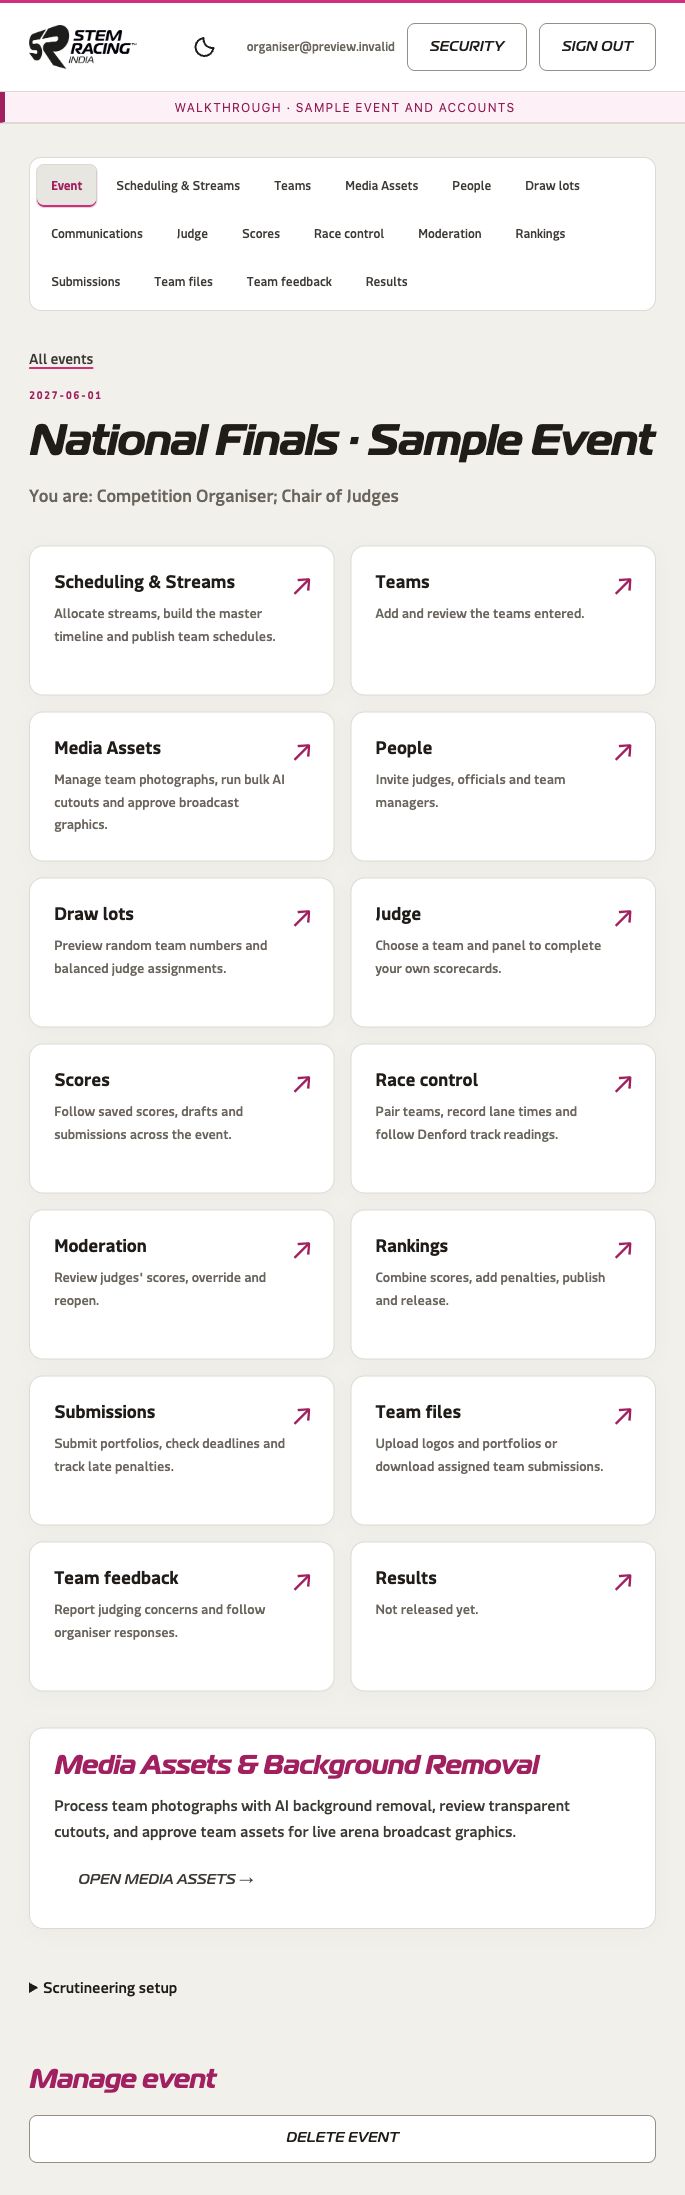 STEM
RACING™
INDIA
organiser@preview.invalid
SECURITY
SIGN OUT
WALKTHROUGH · SAMPLE EVENT AND ACCOUNTS
Event
Scheduling & Streams
Teams
Media Assets
People
Draw lots
Communications
Judge
Scores
Race control
Moderation
Rankings
Submissions
Team files
Team feedback
Results
All events
2027-06-01
National Finals · Sample Event
You are: Competition Organiser; Chair of Judges
Scheduling & Streams
Allocate streams, build the master
timeline and publish team schedules.
Teams
Add and review the teams entered.
Media Assets
Manage team photographs, run bulk AI
cutouts and approve broadcast
graphics.
People
Invite judges, officials and team
managers.
Draw lots
Preview random team numbers and
balanced judge assignments.
Judge
Choose a team and panel to complete
your own scorecards.
Scores
Follow saved scores, drafts and
submissions across the event.
Race control
Pair teams, record lane times and
follow Denford track readings.
Moderation
Review judges' scores, override and
reopen.
Rankings
Combine scores, add penalties, publish
and release.
Submissions
Submit portfolios, check deadlines and
track late penalties.
Team files
Upload logos and portfolios or
download assigned team submissions.
Team feedback
Report judging concerns and follow
organiser responses.
Results
Not released yet.
Media Assets & Background Removal
Process team photographs with AI background removal, review transparent
cutouts, and approve team assets for live arena broadcast graphics.
OPEN MEDIA ASSETS →
Scrutineering setup
Manage event
DELETE EVENT